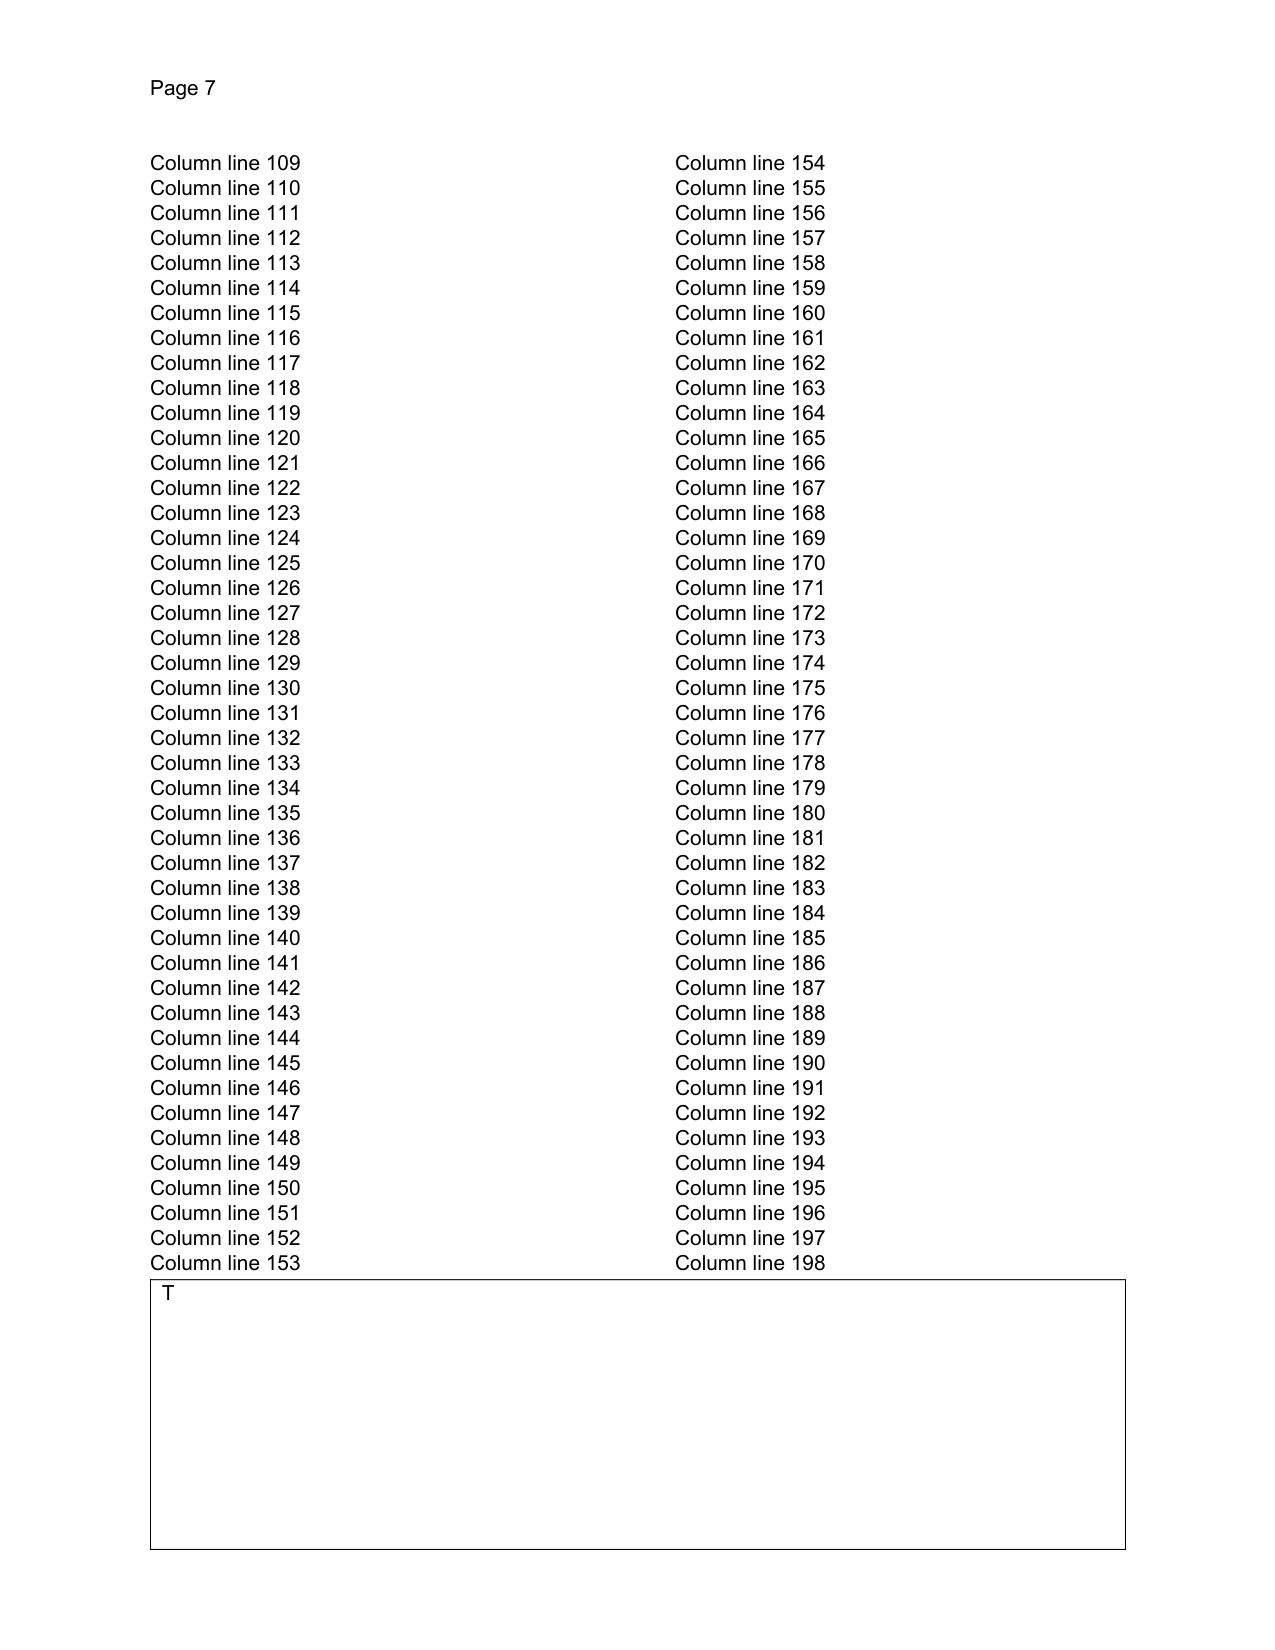 Page 7
Column line 109
Column line 110
Column line 111
Column line 112
Column line 113
Column line 114
Column line 115
Column line 116
Column line 117
Column line 118
Column line 119
Column line 120
Column line 121
Column line 122
Column line 123
Column line 124
Column line 125
Column line 126
Column line 127
Column line 128
Column line 129
Column line 130
Column line 131
Column line 132
Column line 133
Column line 134
Column line 135
Column line 136
Column line 137
Column line 138
Column line 139
Column line 140
Column line 141
Column line 142
Column line 143
Column line 144
Column line 145
Column line 146
Column line 147
Column line 148
Column line 149
Column line 150
Column line 151
Column line 152
Column line 153
Column line 154
Column line 155
Column line 156
Column line 157
Column line 158
Column line 159
Column line 160
Column line 161
Column line 162
Column line 163
Column line 164
Column line 165
Column line 166
Column line 167
Column line 168
Column line 169
Column line 170
Column line 171
Column line 172
Column line 173
Column line 174
Column line 175
Column line 176
Column line 177
Column line 178
Column line 179
Column line 180
Column line 181
Column line 182
Column line 183
Column line 184
Column line 185
Column line 186
Column line 187
Column line 188
Column line 189
Column line 190
Column line 191
Column line 192
Column line 193
Column line 194
Column line 195
Column line 196
Column line 197
Column line 198
T